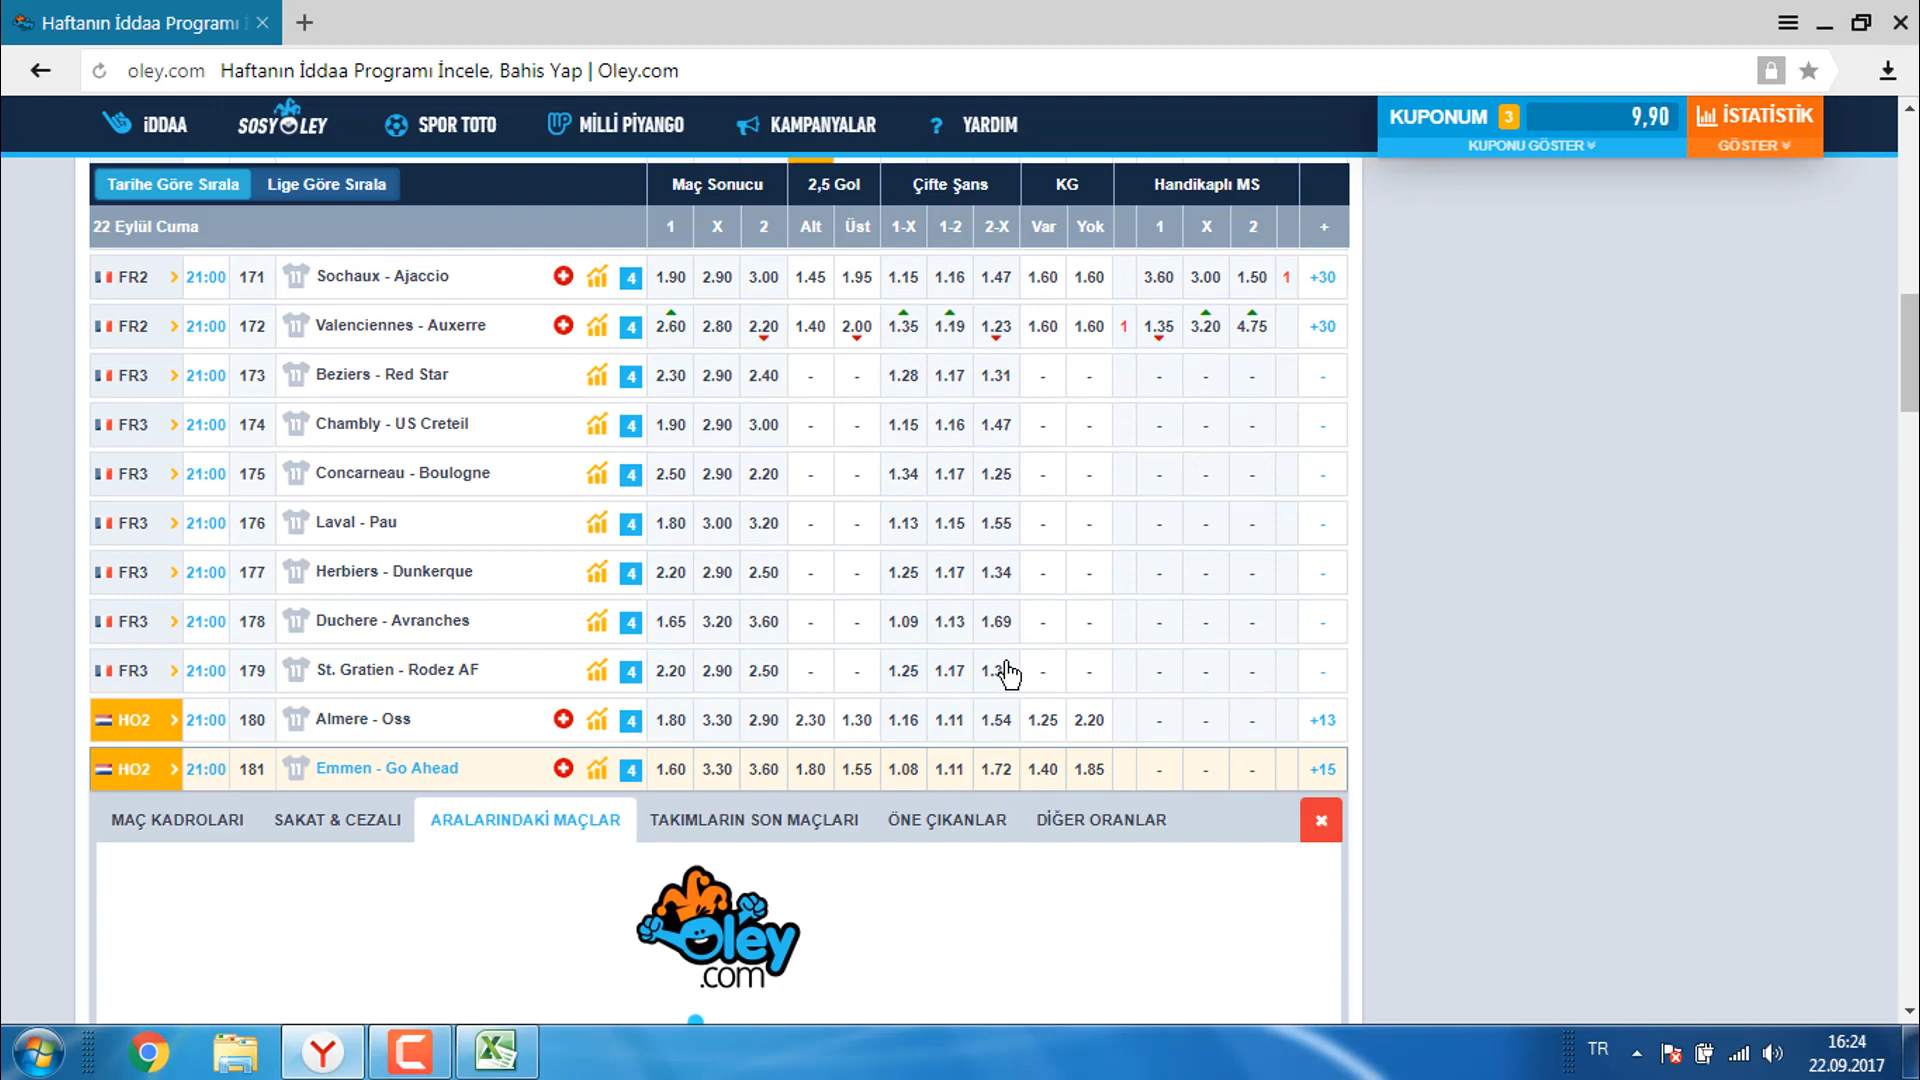 Haftanın İddaa Programı İ
oley.com Haftanın İddaa Programı İncele, Bahis Yap | Oley.com
iDDAA SOSYOLEY SPOR TOTO MİLLİ PİYANGO KAMPANYALAR ? YARDIM
KUPONUM 3 9,90 İSTATİSTİK
KUPONU GÖSTER GÖSTER
Tarihe Göre Sırala Lige Göre Sırala Maç Sonucu 2,5 Gol Çifte Şans KG Handikaplı MS
22 Eylül Cuma 1 X 2 Alt Üst 1-X 1-2 2-X Var Yok 1 X 2 +
FR2 21:00 171 11 Sochaux - Ajaccio 4 1.90 2.90 3.00 1.45 1.95 1.15 1.16 1.47 1.60 1.60 3.60 3.00 1.50 1 +30
FR2 21:00 172 11 Valenciennes - Auxerre 4 2.60 2.80 2.20 1.40 2.00 1.35 1.19 1.23 1.60 1.60 1 1.35 3.20 4.75 +30
FR3 21:00 173 11 Beziers - Red Star 4 2.30 2.90 2.40 - - 1.28 1.17 1.31 - - - - - -
FR3 21:00 174 11 Chambly - US Creteil 4 1.90 2.90 3.00 - - 1.15 1.16 1.47 - - - - - -
FR3 21:00 175 11 Concarneau - Boulogne 4 2.50 2.90 2.20 - - 1.34 1.17 1.25 - - - - - -
FR3 21:00 176 11 Laval - Pau 4 1.80 3.00 3.20 - - 1.13 1.15 1.55 - - - - - -
FR3 21:00 177 11 Herbiers - Dunkerque 4 2.20 2.90 2.50 - - 1.25 1.17 1.34 - - - - - -
FR3 21:00 178 11 Duchere - Avranches 4 1.65 3.20 3.60 - - 1.09 1.13 1.69 - - - - - -
FR3 21:00 179 11 St. Gratien - Rodez AF 4 2.20 2.90 2.50 - - 1.25 1.17 - - - - - -
HO2 21:00 180 11 Almere - Oss 4 1.80 3.30 2.90 2.30 1.30 1.16 1.11 1.54 1.25 2.20 - - - +13
HO2 21:00 181 11 Emmen - Go Ahead 4 1.60 3.30 3.60 1.80 1.55 1.08 1.11 1.72 1.40 1.85 - - - +15
MAÇ KADROLARI SAKAT & CEZALI ARALARINDAKİ MAÇLAR TAKIMLARIN SON MAÇLARI ÖNE ÇIKANLAR DİĞER ORANLAR
Oley
.com
TR 16:24
22.09.2017